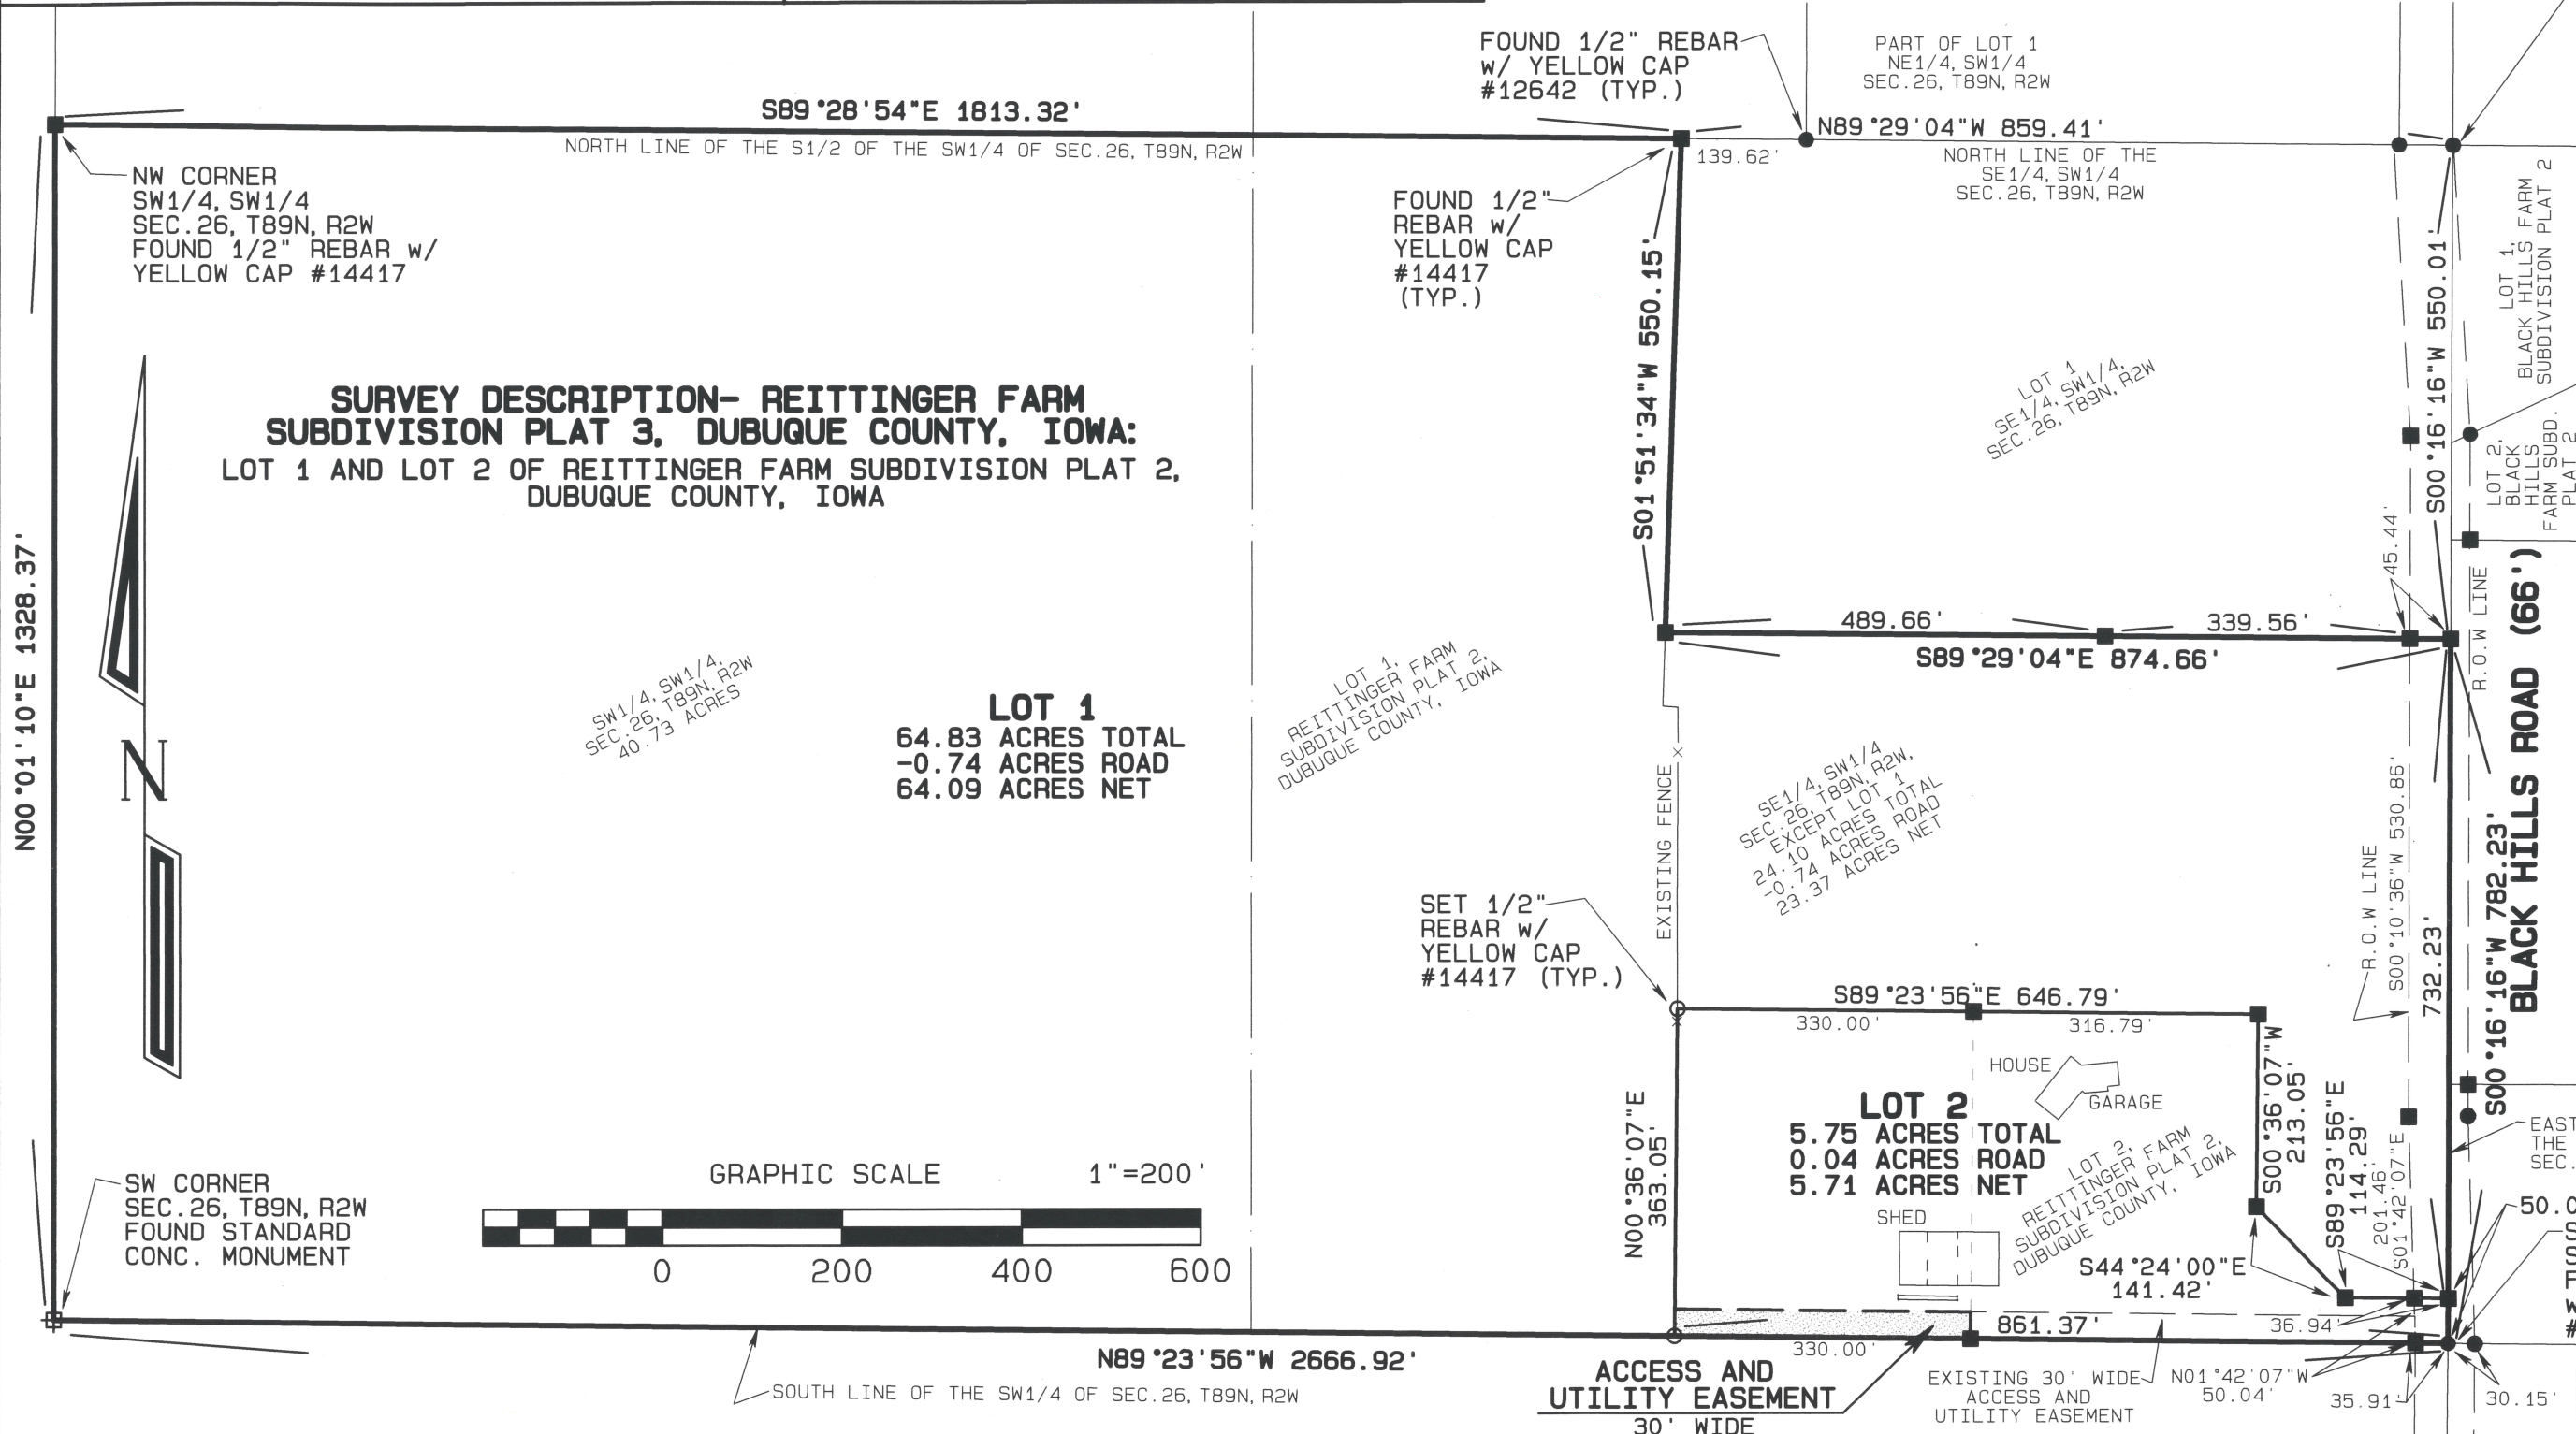 FOUND 1/2" REBAR
w/ YELLOW CAP
#12642 (TYP.)
PART OF LOT 1
NE1/4, SW1/4
SEC.26, T89N, R2W
S89°28'54"E 1813.32'
NORTH LINE OF THE S1/2 OF THE SW1/4 OF SEC.26, T89N, R2W
139.62'
N89°29'04"W 859.41'
NORTH LINE OF THE
SE1/4, SW1/4
SEC.26, T89N, R2W
NW CORNER
SW1/4, SW1/4
SEC.26, T89N, R2W
FOUND 1/2" REBAR w/
YELLOW CAP #14417
FOUND 1/2"
REBAR w/
YELLOW CAP
#14417
(TYP.)
S01°51'34"W 550.15'
S00°16'16"W 550.01'
LOT 1,
BLACK HILLS FARM
SUBDIVISION PLAT 2
LOT 1
SE1/4, SW1/4,
SEC.26, T89N, R2W
LOT 2,
BLACK
HILLS
FARM SUBD.
PLAT 2
SURVEY DESCRIPTION- REITTINGER FARM
SUBDIVISION PLAT 3, DUBUQUE COUNTY, IOWA:
LOT 1 AND LOT 2 OF REITTINGER FARM SUBDIVISION PLAT 2,
DUBUQUE COUNTY, IOWA
N00°01'10"E 1328.37'
N
45.44'
489.66'
339.56'
S89°29'04"E 874.66'
R.O.W LINE
BLACK HILLS ROAD (66')
SW1/4, SW1/4,
SEC.26, T89N, R2W
40.73 ACRES
LOT 1
64.83 ACRES TOTAL
-0.74 ACRES ROAD
64.09 ACRES NET
LOT 1,
REITTINGER FARM
SUBDIVISION PLAT 2,
DUBUQUE COUNTY, IOWA
EXISTING FENCE
SE1/4, SW1/4
SEC.26, T89N, R2W,
EXCEPT LOT 1
24.10 ACRES TOTAL
-0.74 ACRES ROAD
23.37 ACRES NET
R.O.W LINE
S00°10'36"W 530.86'
732.23'
S00°16'16"W 782.23'
SET 1/2"
REBAR w/
YELLOW CAP
#14417 (TYP.)
S89°23'56"E 646.79'
330.00'
316.79'
HOUSE
GARAGE
S00°36'07"W
213.05'
N00°36'07"E
363.05'
LOT 2
5.75 ACRES TOTAL
0.04 ACRES ROAD
5.71 ACRES NET
SHED
LOT 2,
REITTINGER FARM
SUBDIVISION PLAT 2,
DUBUQUE COUNTY, IOWA
S89°23'56"E
114.29'
201.46'
S01°42'07"E
EAST
THE
SEC.
S44°24'00"E
141.42'
SW CORNER
SEC.26, T89N, R2W
FOUND STANDARD
CONC. MONUMENT
GRAPHIC SCALE 1"=200'
0 200 400 600
861.37'
36.94'
330.00'
N89°23'56"W 2666.92'
SOUTH LINE OF THE SW1/4 OF SEC.26, T89N, R2W
ACCESS AND
UTILITY EASEMENT
30' WIDE
EXISTING 30' WIDE
ACCESS AND
UTILITY EASEMENT
N01°42'07"W
50.04'
35.91'
30.15'